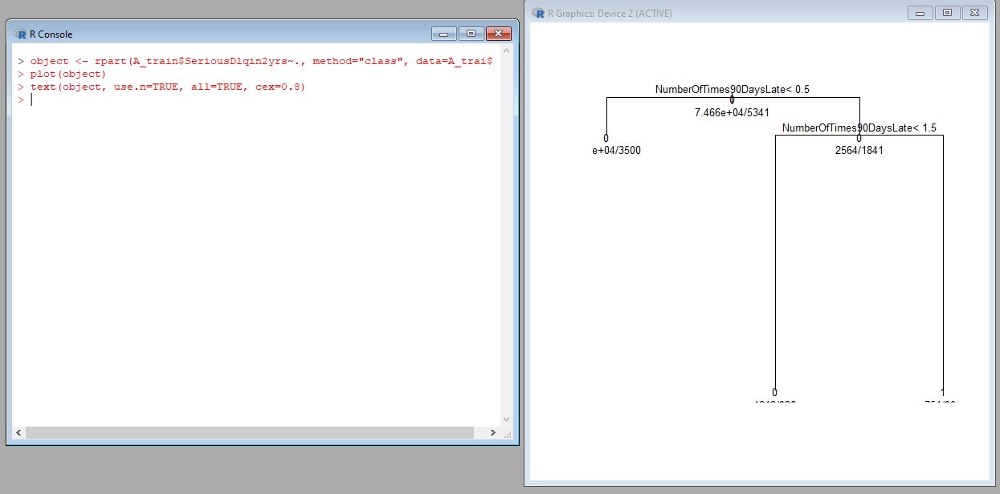 R Console
> object <- rpart(A_train$SeriousDlqin2yrs~., method="class", data=A_trai$
> plot(object)
> text(object, use.n=TRUE, all=TRUE, cex=0.8)
>
R Graphics: Device 2 (ACTIVE)
NumberOfTimes90DaysLate< 0.5
0
7.466e+04/5341
NumberOfTimes90DaysLate< 1.5
0
e+04/3500
0
2564/1841
0
1